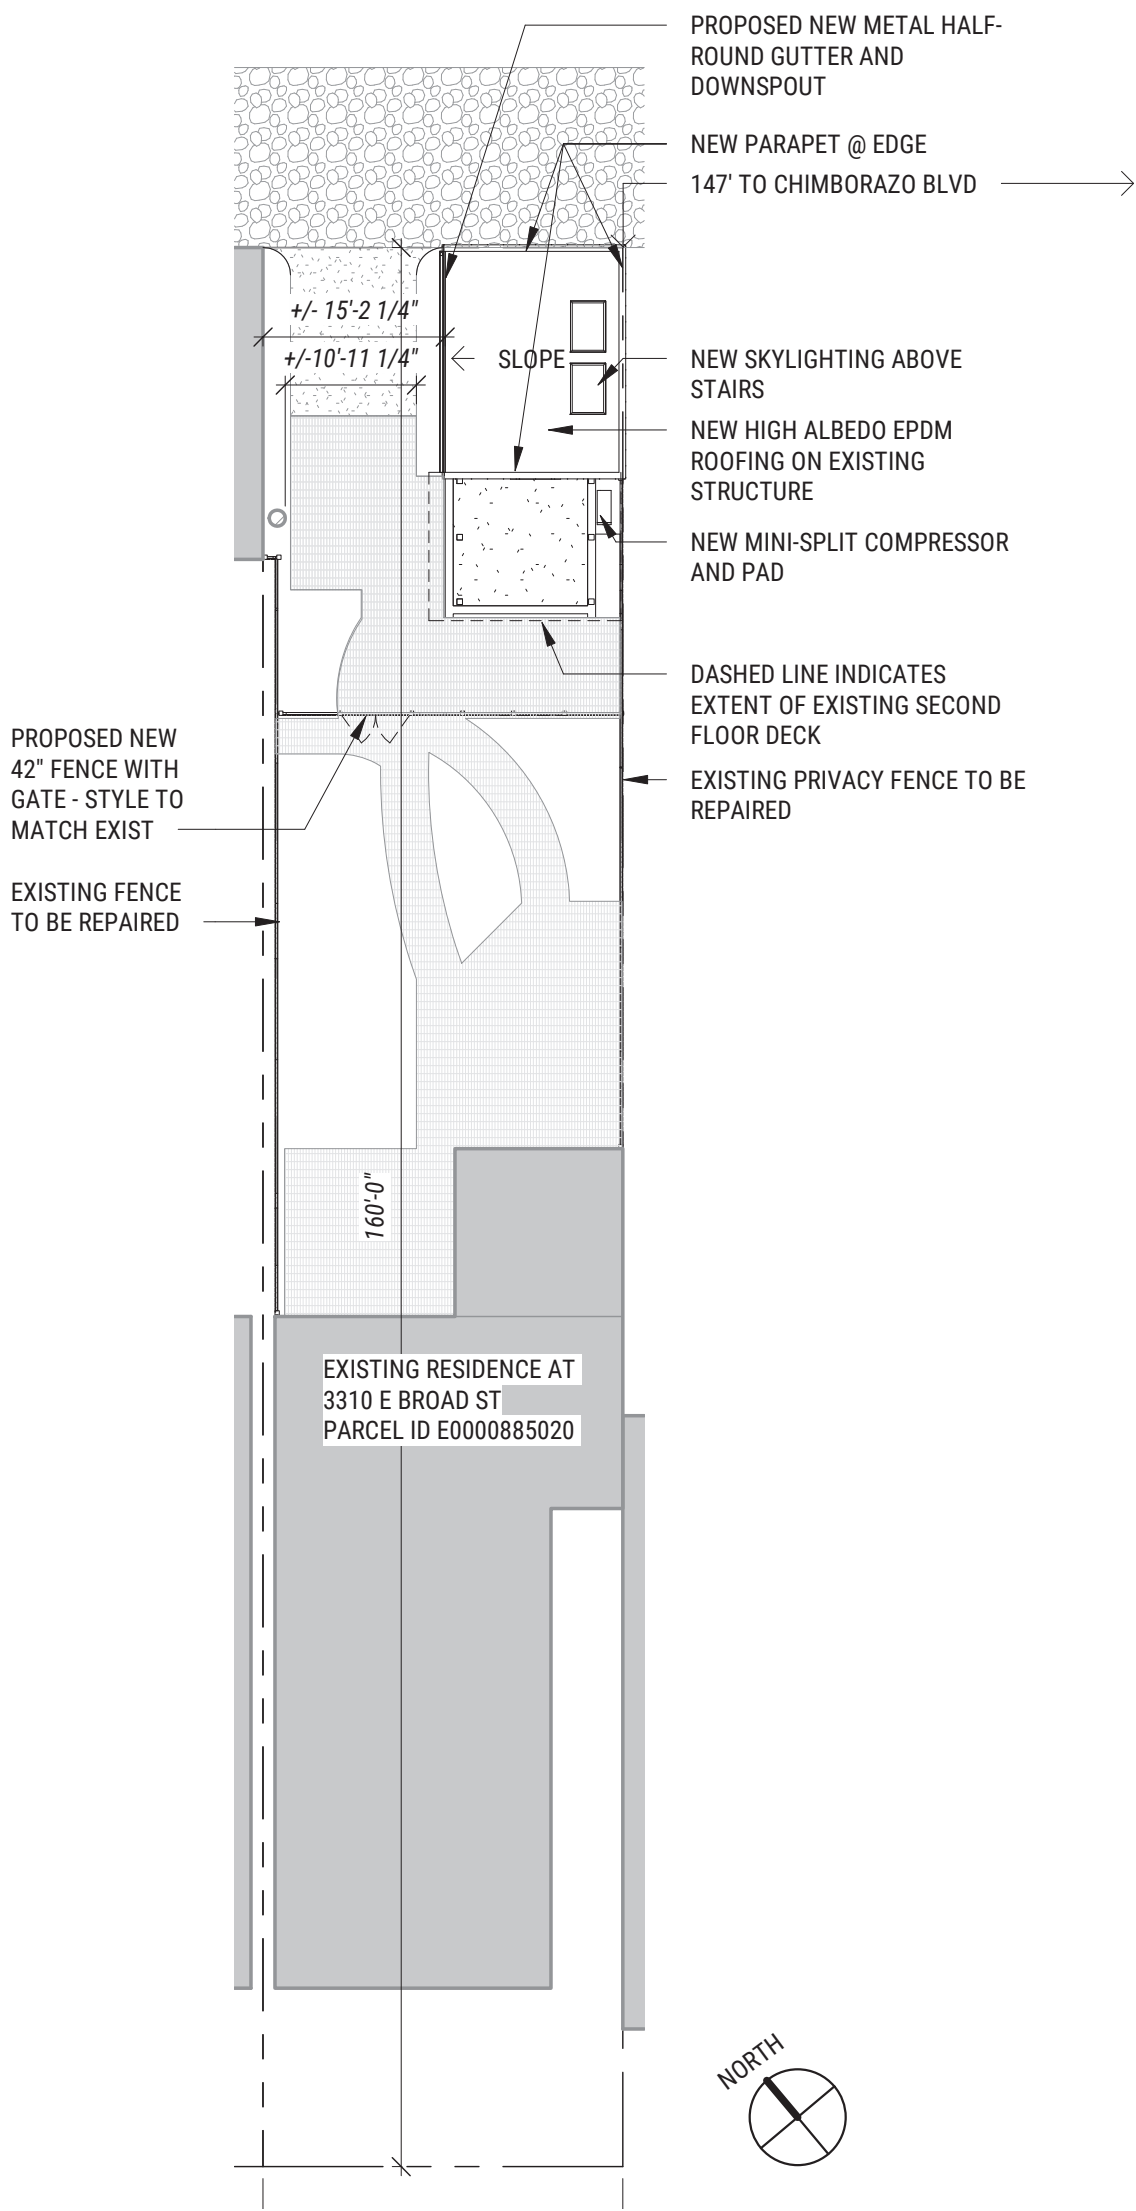 PROPOSED NEW METAL HALF-
ROUND GUTTER AND
DOWNSPOUT
NEW PARAPET @ EDGE
147' TO CHIMBORAZO BLVD
+/- 15'-2 1/4"
+/-10'-11 1/4"
SLOPE
NEW SKYLIGHTING ABOVE
STAIRS
NEW HIGH ALBEDO EPDM
ROOFING ON EXISTING
STRUCTURE
NEW MINI-SPLIT COMPRESSOR
AND PAD
DASHED LINE INDICATES
EXTENT OF EXISTING SECOND
FLOOR DECK
PROPOSED NEW
42" FENCE WITH
GATE - STYLE TO
MATCH EXIST
EXISTING PRIVACY FENCE TO BE
REPAIRED
EXISTING FENCE
TO BE REPAIRED
160'-0"
EXISTING RESIDENCE AT
3310 E BROAD ST
PARCEL ID E0000885020
NORTH